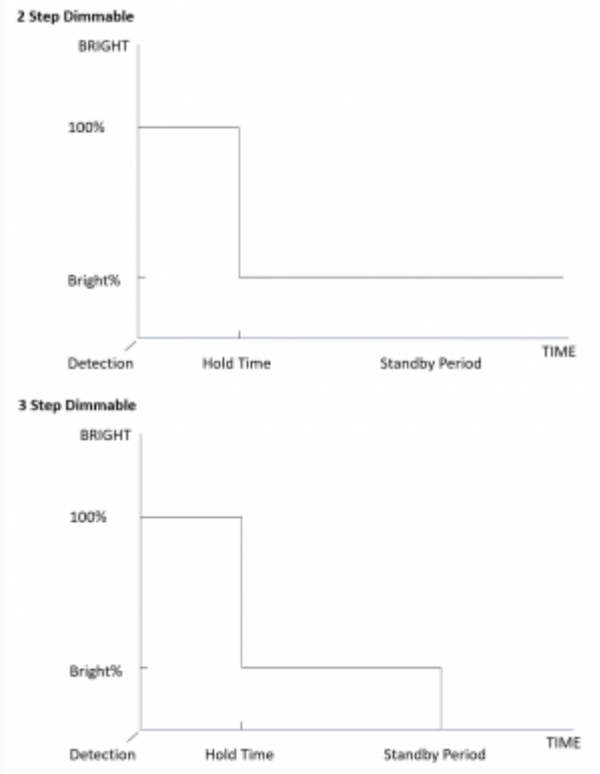 2 Step Dimmable
BRIGHT
100%
Bright%
TIME
Detection Hold Time Standby Period
3 Step Dimmable
BRIGHT
100%
Bright%
TIME
Detection Hold Time Standby Period